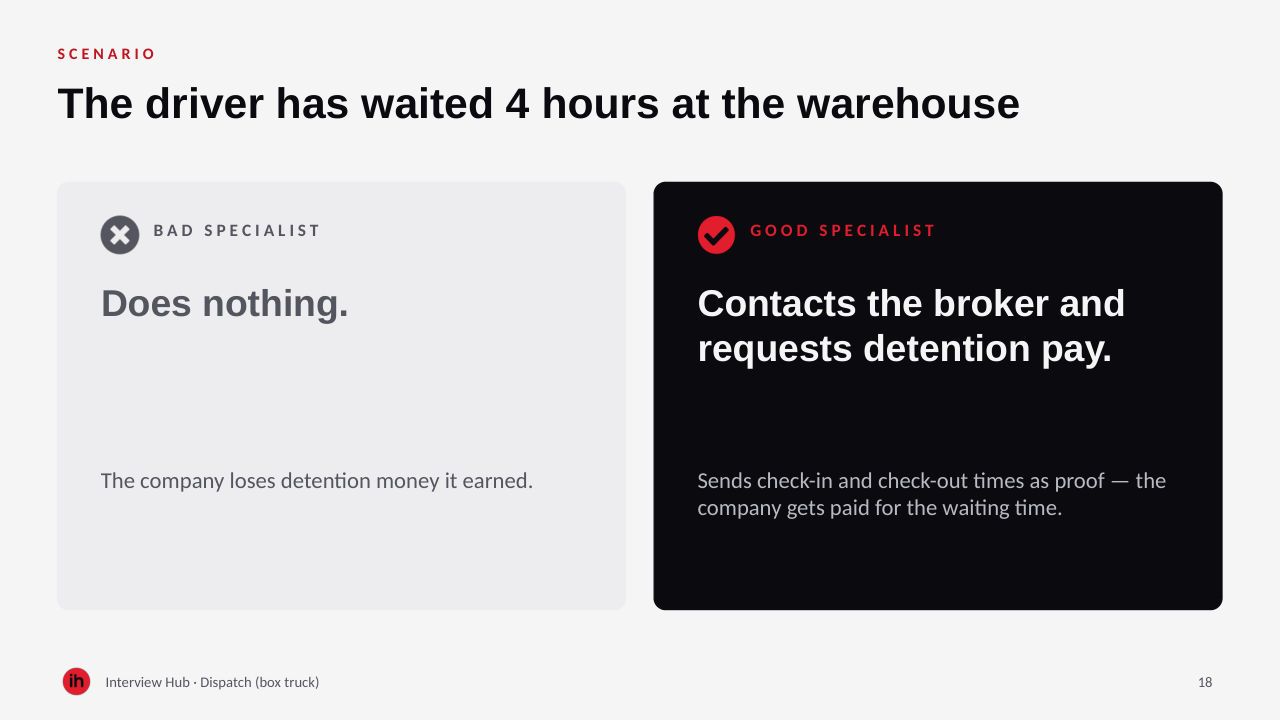 SCENARIO
The driver has waited 4 hours at the warehouse
BAD SPECIALIST
Does nothing.
The company loses detention money it earned.
GOOD SPECIALIST
Contacts the broker and
requests detention pay.
Sends check-in and check-out times as proof — the
company gets paid for the waiting time.
ih
Interview Hub · Dispatch (box truck)
18